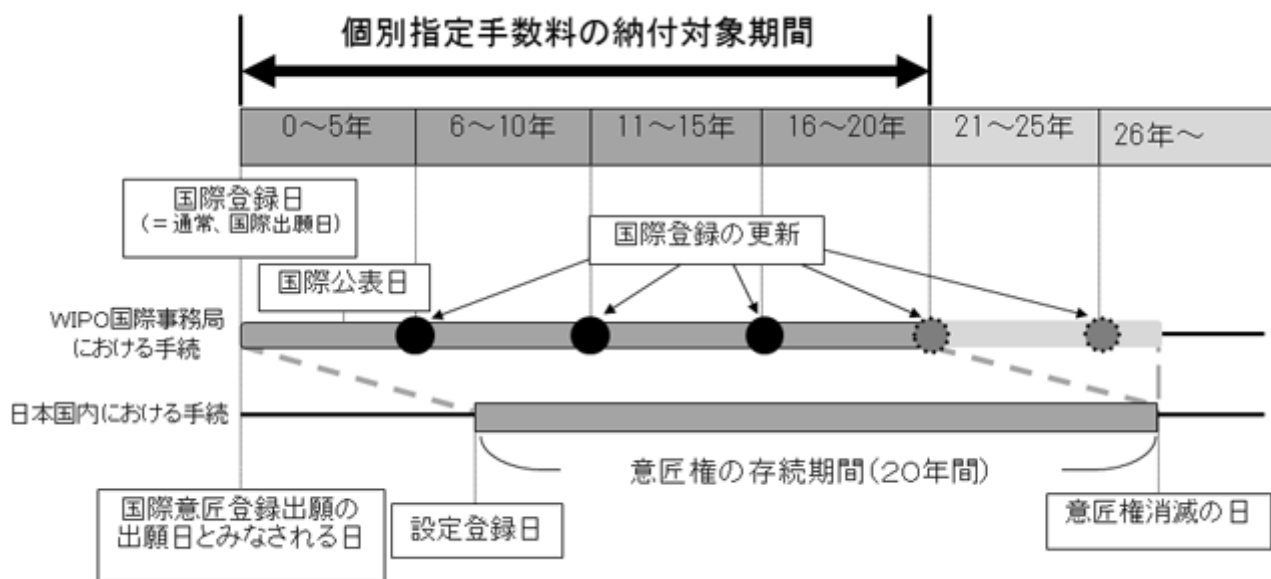 個別指定手数料の納付対象期間
0～5年
6～10年
11～15年
16～20年
21～25年
26年～
国際登録日
(＝通常、国際出願日)
国際登録の更新
国際公表日
WIPO国際事務局
における手続
日本国内における手続
意匠権の存続期間(20年間)
国際意匠登録出願の
出願日とみなされる日
設定登録日
意匠権消滅の日